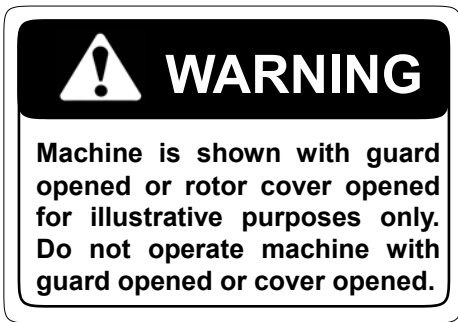 WARNING
Machine is shown with guard
opened or rotor cover opened
for illustrative purposes only.
Do not operate machine with
guard opened or cover opened.